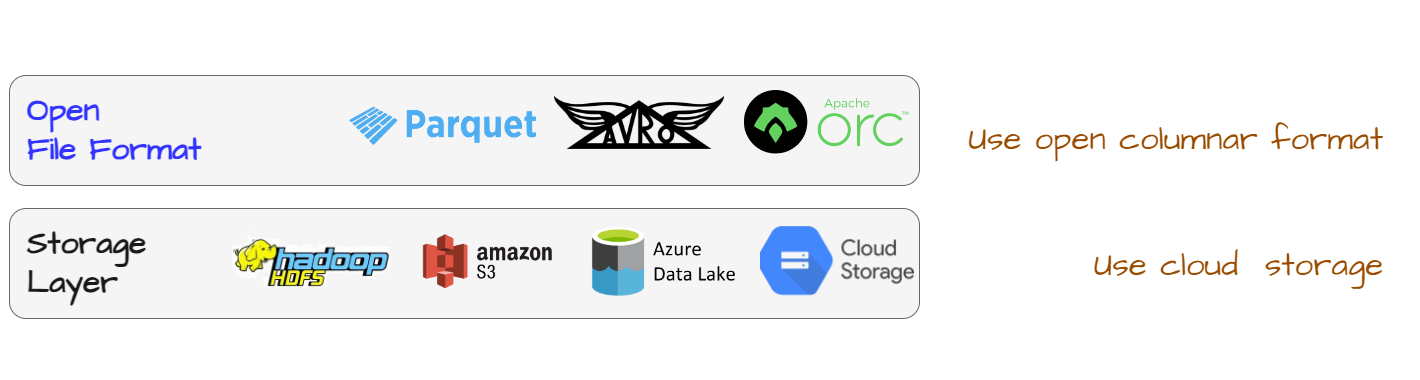 Open
File Format
Parquet
AVRO
Apache
orc™
Use open columnar format
Storage
Layer
hadoop
HDFS
amazon
S3
Azure
Data Lake
Cloud
Storage
Use cloud storage